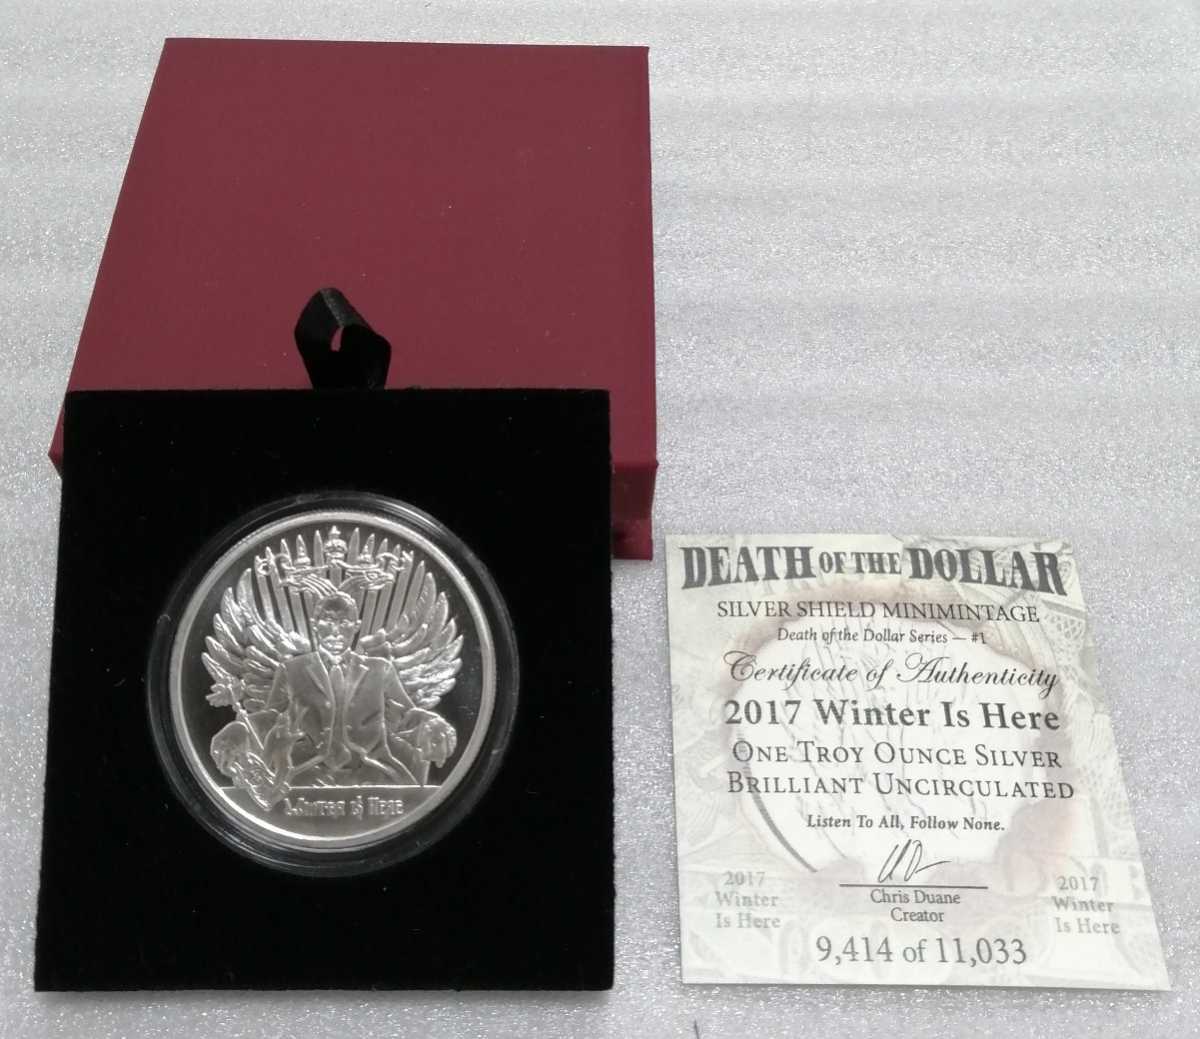 Winter is Here
DEATH OF THE DOLLAR
SILVER SHIELD MINIMINTAGE
Death of the Dollar Series — #1
Certificate of Authenticity
2017 Winter Is Here
ONE TROY OUNCE SILVER
BRILLIANT UNCIRCULATED
Listen To All, Follow None.
CD
Chris Duane
Creator
2017
Winter
Is Here
2017
Winter
Is Here
9,414 of 11,033